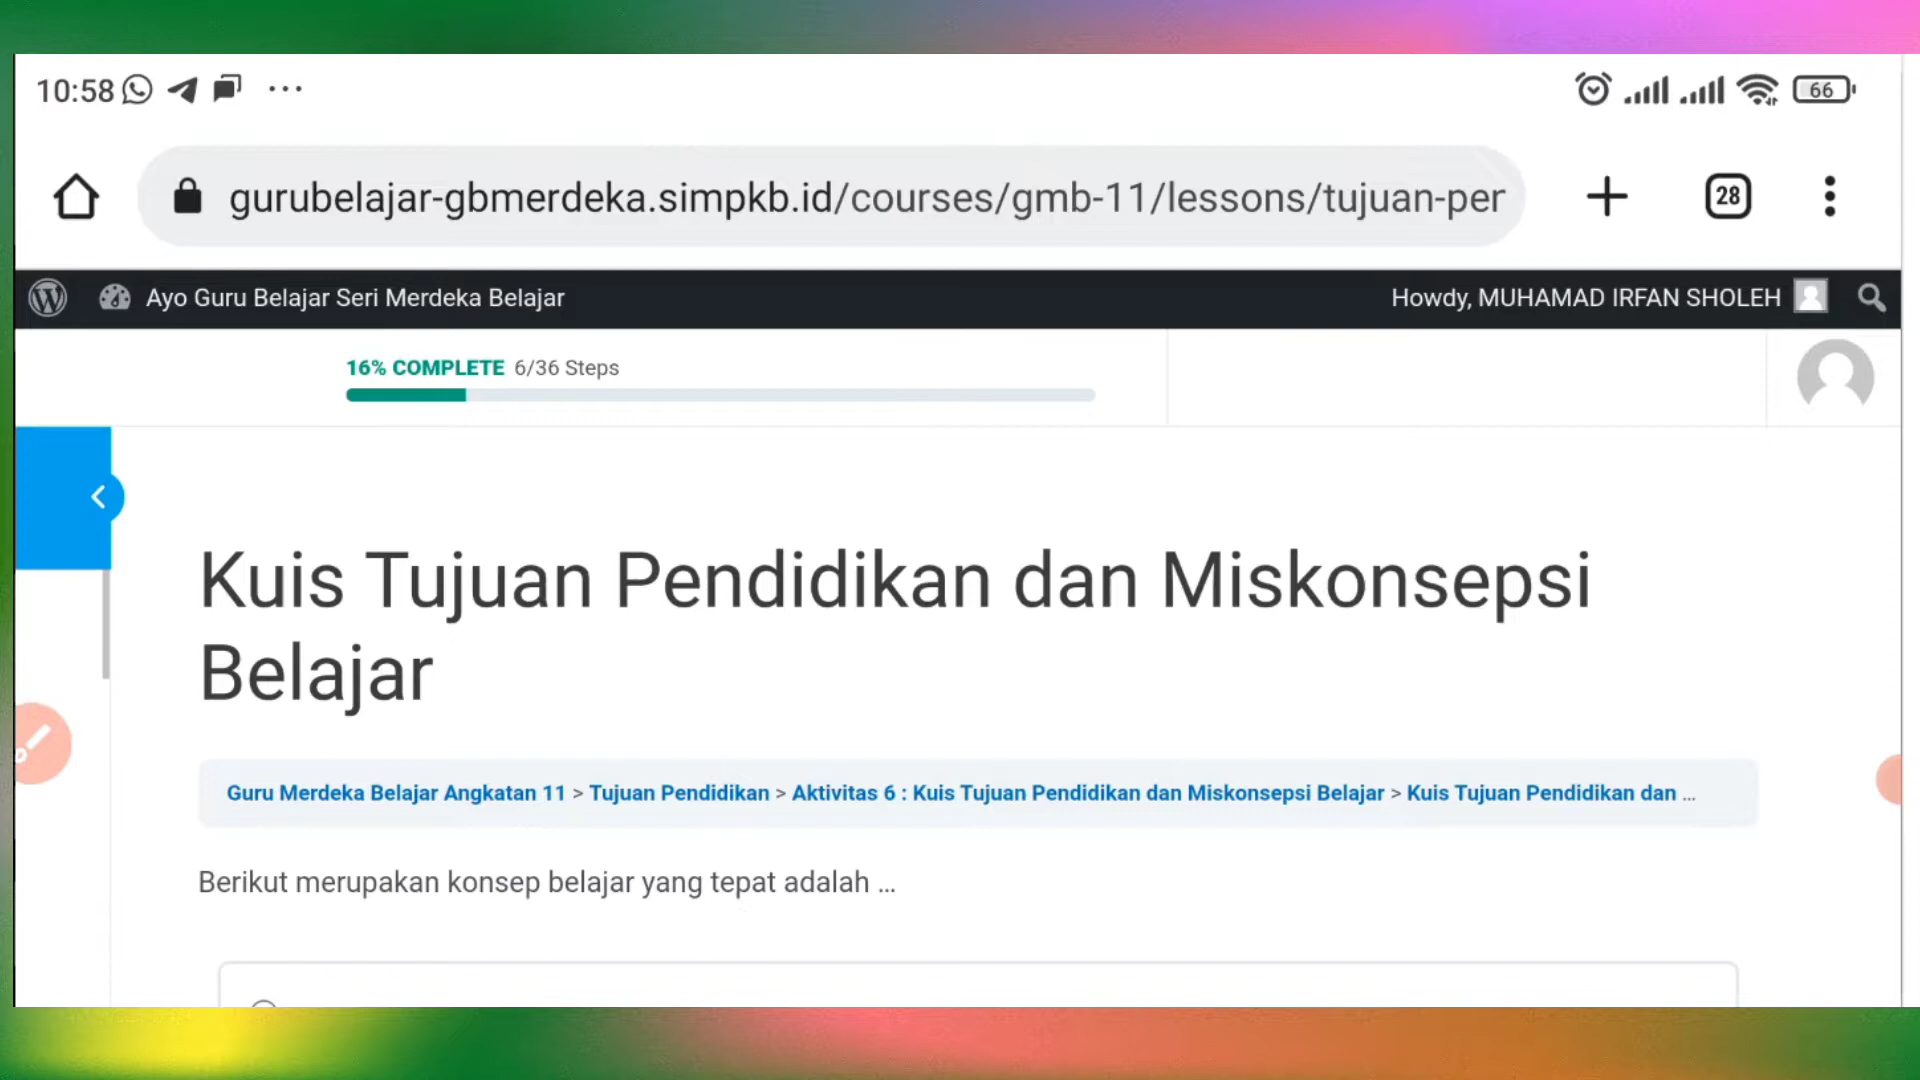 10:58
66
gurubelajar-gbmerdeka.simpkb.id/courses/gmb-11/lessons/tujuan-per
28
Ayo Guru Belajar Seri Merdeka Belajar
Howdy, MUHAMAD IRFAN SHOLEH
16% COMPLETE 6/36 Steps
Kuis Tujuan Pendidikan dan Miskonsepsi
Belajar
Guru Merdeka Belajar Angkatan 11 > Tujuan Pendidikan > Aktivitas 6 : Kuis Tujuan Pendidikan dan Miskonsepsi Belajar > Kuis Tujuan Pendidikan dan ...
Berikut merupakan konsep belajar yang tepat adalah ...